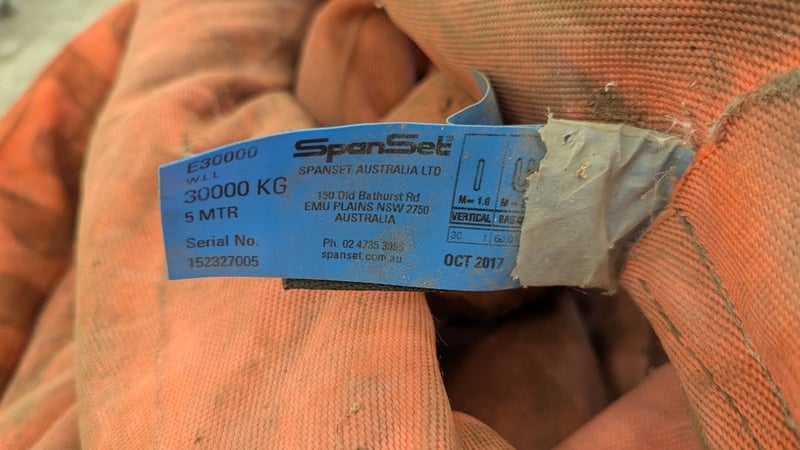 E30000
W.L.L
30000 KG
5 MTR
Serial No.
152327005
SpanSet®
SPANSET AUSTRALIA LTD
150 Old Bathurst Rd
EMU PLAINS NSW 2750
AUSTRALIA
Ph. 02 4735 3955
spanset.com.au
M= 1.0 M=
VERTICAL
30 t
OCT 2017